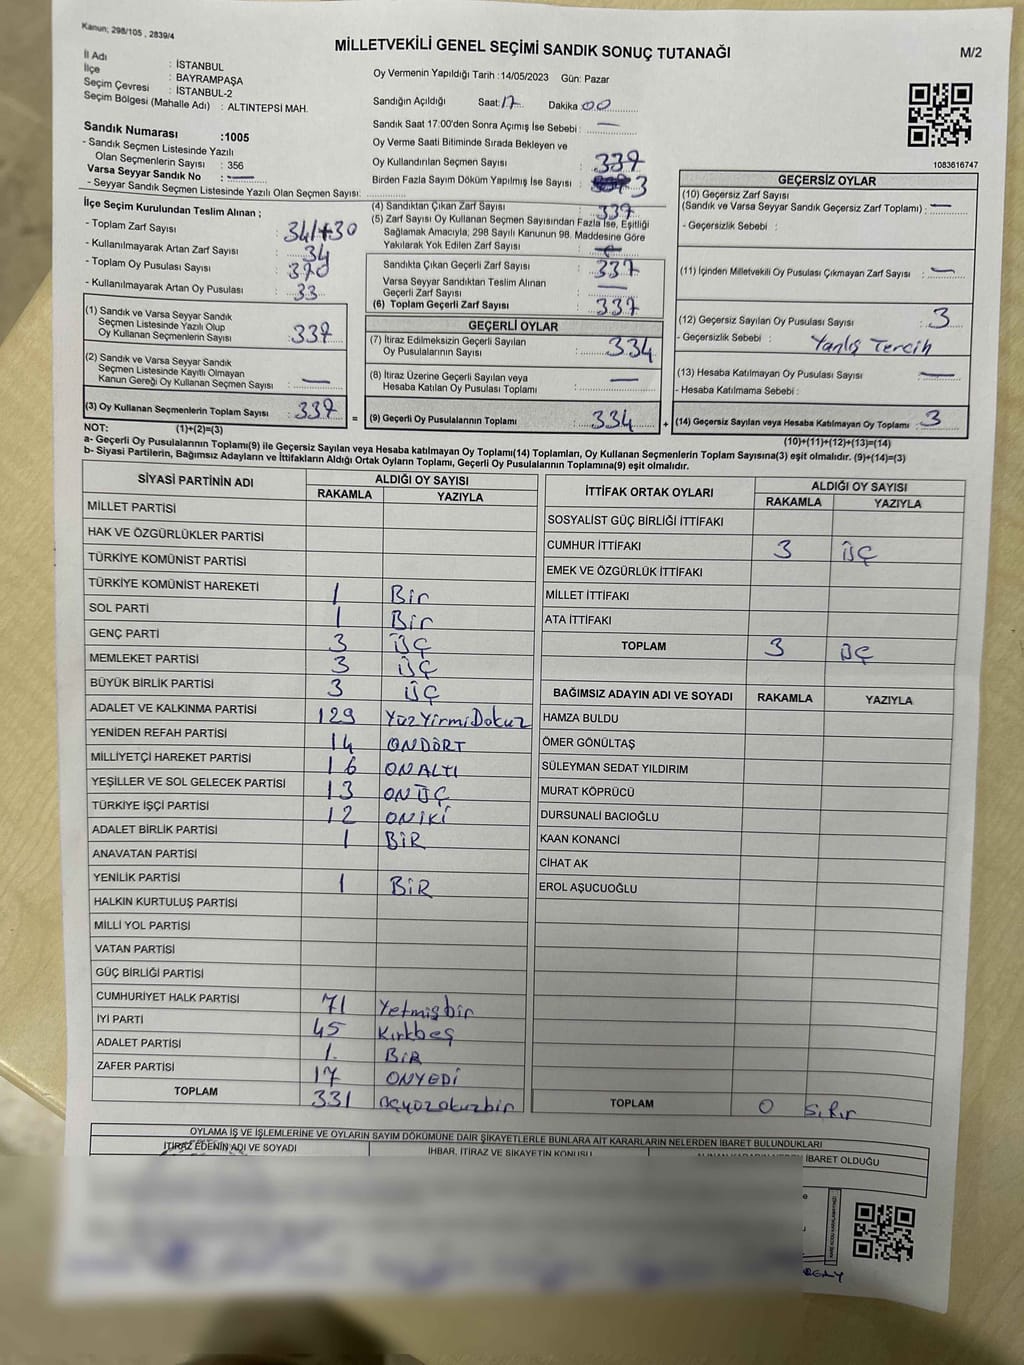 Kanun; 298/105 , 2839/4
MİLLETVEKİLİ GENEL SEÇİMİ SANDIK SONUÇ TUTANAĞI
M/2
İl Adı : İSTANBUL
İlçe : BAYRAMPAŞA
Seçim Çevresi : İSTANBUL-2
Seçim Bölgesi (Mahalle Adı) : ALTINTEPSİ MAH.
Sandık Numarası :1005
- Sandık Seçmen Listesinde Yazılı
Olan Seçmenlerin Sayısı : 356
Varsa Seyyar Sandık No : —
- Seyyar Sandık Seçmen Listesinde Yazılı Olan Seçmen Sayısı:
Oy Vermenin Yapıldığı Tarih :14/05/2023 Gün: Pazar
Sandığın Açıldığı Saat: 17 Dakika 00
Sandık Saat 17:00'den Sonra Açımış İse Sebebi : —
Oy Verme Saati Bitiminde Sırada Bekleyen ve
Oy Kullandırılan Seçmen Sayısı : 337
Birden Fazla Sayım Döküm Yapılmış İse Sayısı : 3
1083616747
İlçe Seçim Kurulundan Teslim Alınan ;
- Toplam Zarf Sayısı : 341+30
- Kullanılmayarak Artan Zarf Sayısı : 34
- Toplam Oy Pusulası Sayısı : 370
- Kullanılmayarak Artan Oy Pusulası : 33
(4) Sandıktan Çıkan Zarf Sayısı : 337
(5) Zarf Sayısı Oy Kullanan Seçmen Sayısından Fazla İse, Eşitliği
Sağlamak Amacıyla; 298 Sayılı Kanunun 98. Maddesine Göre
Yakılarak Yok Edilen Zarf Sayısı :
Sandıkta Çıkan Geçerli Zarf Sayısı : 337
Varsa Seyyar Sandıktan Teslim Alınan
Geçerli Zarf Sayısı : —
(6) Toplam Geçerli Zarf Sayısı : 337
GEÇERSİZ OYLAR
(10) Geçersiz Zarf Sayısı
(Sandık ve Varsa Seyyar Sandık Geçersiz Zarf Toplamı) : —
- Geçersizlik Sebebi :
(11) İçinden Milletvekili Oy Pusulası Çıkmayan Zarf Sayısı : —
(12) Geçersiz Sayılan Oy Pusulası Sayısı : 3
- Geçersizlik Sebebi : Yanlış Tercih
(13) Hesaba Katılmayan Oy Pusulası Sayısı : —
- Hesaba Katılmama Sebebi :
(1) Sandık ve Varsa Seyyar Sandık
Seçmen Listesinde Yazılı Olup
Oy Kullanan Seçmenlerin Sayısı : 337
(2) Sandık ve Varsa Seyyar Sandık
Seçmen Listesinde Kayıtlı Olmayan
Kanun Gereği Oy Kullanan Seçmen Sayısı : —
GEÇERLİ OYLAR
(7) İtiraz Edilmeksizin Geçerli Sayılan
Oy Pusulalarının Sayısı : 334
(8) İtiraz Üzerine Geçerli Sayılan veya
Hesaba Katılan Oy Pusulası Toplamı : —
(3) Oy Kullanan Seçmenlerin Toplam Sayısı : 337 = (9) Geçerli Oy Pusulalarının Toplamı : 334 + (14) Geçersiz Sayılan veya Hesaba Katılmayan Oy Toplamı : 3
NOT: (1)+(2)=(3) (10)+(11)+(12)+(13)=(14)
a- Geçerli Oy Pusulalarının Toplamı(9) ile Geçersiz Sayılan veya Hesaba katılmayan Oy Toplamı(14) Toplamları, Oy Kullanan Seçmenlerin Toplam Sayısına(3) eşit olmalıdır. (9)+(14)=(3)
b- Siyasi Partilerin, Bağımsız Adayların ve İttifakların Aldığı Ortak Oyların Toplamı, Geçerli Oy Pusulalarının Toplamına(9) eşit olmalıdır.
SİYASİ PARTİNİN ADI ALDIĞI OY SAYISI
RAKAMLA YAZIYLA
MİLLET PARTİSİ
HAK VE ÖZGÜRLÜKLER PARTİSİ
TÜRKİYE KOMÜNİST PARTİSİ
TÜRKİYE KOMÜNİST HAREKETİ 1 Bir
SOL PARTİ 1 Bir
GENÇ PARTİ 3 ÜÇ
MEMLEKET PARTİSİ 3 ÜÇ
BÜYÜK BİRLİK PARTİSİ 3 ÜÇ
ADALET VE KALKINMA PARTİSİ 129 YüzYirmiDokuz
YENİDEN REFAH PARTİSİ 14 ONDÖRT
MİLLİYETÇİ HAREKET PARTİSİ 16 ONALTI
YEŞİLLER VE SOL GELECEK PARTİSİ 13 ONÜÇ
TÜRKİYE İŞÇİ PARTİSİ 12 ONİKİ
ADALET BİRLİK PARTİSİ 1 BİR
ANAVATAN PARTİSİ
YENİLİK PARTİSİ 1 BİR
HALKIN KURTULUŞ PARTİSİ
MİLLİ YOL PARTİSİ
VATAN PARTİSİ
GÜÇ BİRLİĞİ PARTİSİ
CUMHURİYET HALK PARTİSİ 71 Yetmişbir
İYİ PARTİ 45 Kırkbeş
ADALET PARTİSİ 1. BİR
ZAFER PARTİSİ 17 ONYEDİ
TOPLAM 331 üçyüzotuzbir
İTTİFAK ORTAK OYLARI ALDIĞI OY SAYISI
RAKAMLA YAZIYLA
SOSYALİST GÜÇ BİRLİĞİ İTTİFAKI
CUMHUR İTTİFAKI 3 ÜÇ
EMEK VE ÖZGÜRLÜK İTTİFAKI
MİLLET İTTİFAKI
ATA İTTİFAKI
TOPLAM 3 ÜÇ
BAĞIMSIZ ADAYIN ADI VE SOYADI RAKAMLA YAZIYLA
HAMZA BULDU
ÖMER GÖNÜLTAŞ
SÜLEYMAN SEDAT YILDIRIM
MURAT KÖPRÜCÜ
DURSUNALİ BACIOĞLU
KAAN KONANCİ
CİHAT AK
EROL AŞUCUOĞLU
TOPLAM 0 Sıfır
OYLAMA İŞ VE İŞLEMLERİNE VE OYLARIN SAYIM DÖKÜMÜNE DAİR ŞİKAYETLERLE BUNLARA AİT KARARLARIN NELERDEN İBARET BULUNDUKLARI
İTİRAZ EDENİN ADI VE SOYADI İHBAR, İTİRAZ VE ŞİKAYETİN KONUSU ALINAN KARARIN NEDEN İBARET OLDUĞU